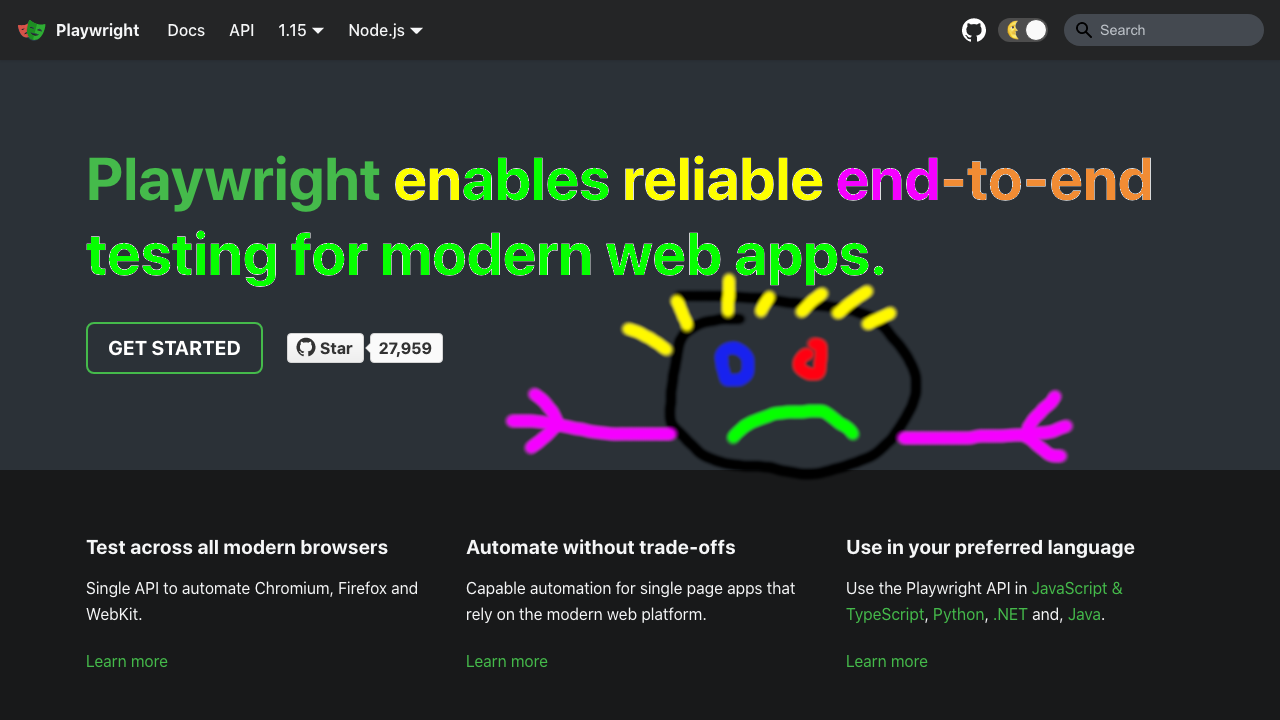 Playwright Docs API 1.15 Node.js Search
Playwright enables reliable end-to-end
testing for modern web apps.
GET STARTED Star 27,959
Test across all modern browsers
Single API to automate Chromium, Firefox and
WebKit.
Learn more
Automate without trade-offs
Capable automation for single page apps that
rely on the modern web platform.
Learn more
Use in your preferred language
Use the Playwright API in JavaScript &
TypeScript, Python, .NET and, Java.
Learn more